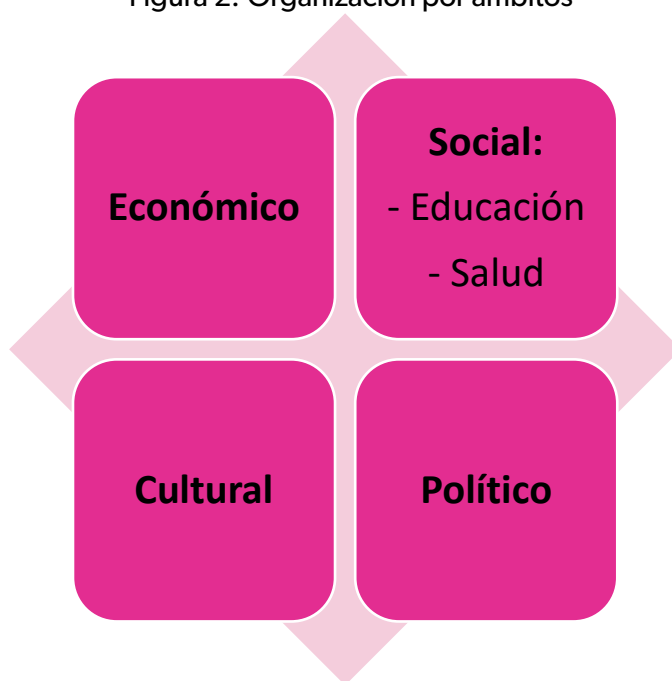 Figura 2. Organización por ámbitos
Económico
Social:
- Educación
- Salud
Cultural
Político